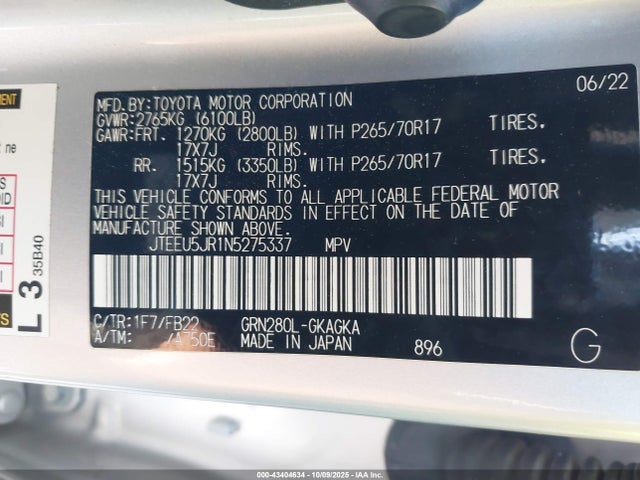 06/22
MFD.BY:TOYOTA MOTOR CORPORATION
GVWR:2765KG (6100LB)
GAWR:FRT. 1270KG (2800LB) WITH P265/70R17 TIRES.
17X7J RIMS.
RR. 1515KG (3350LB) WITH P265/70R17 TIRES.
17X7J RIMS.
THIS VEHICLE CONFORMS TO ALL APPLICABLE FEDERAL MOTOR
VEHICLE SAFETY STANDARDS IN EFFECT ON THE DATE OF
MANUFACTURE SHOWN ABOVE.
JTEEU5JR1N5275337 MPV
C/TR:1F7/FB22 GRN280L-GKAGKA
A/TM: /A750E MADE IN JAPAN 896 G
L 3 35B40
000-43404634 | 10/09/2025 | IAA Inc.